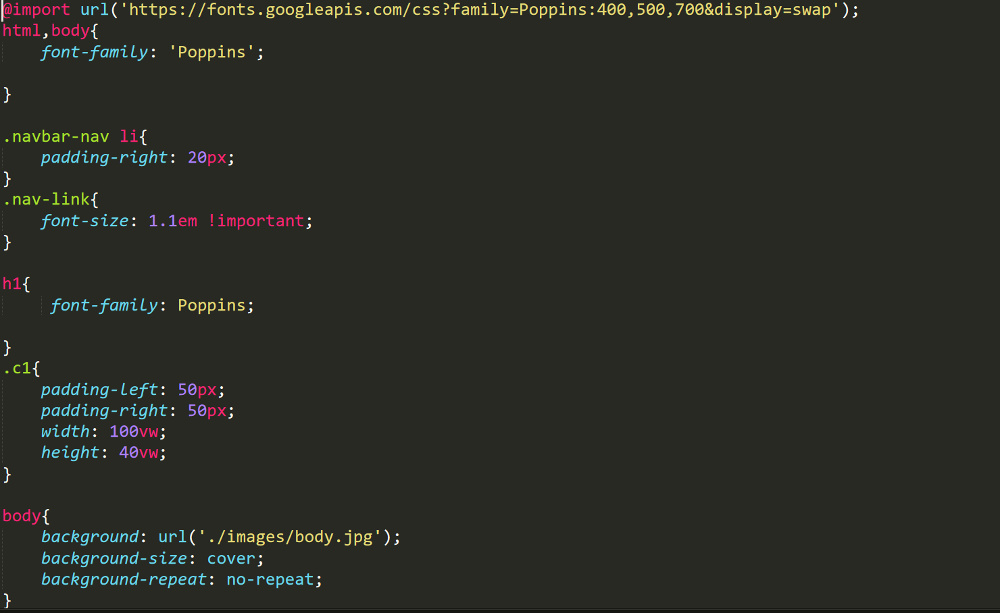 @import url('https://fonts.googleapis.com/css?family=Poppins:400,500,700&display=swap');
html,body{
    font-family: 'Poppins';

}

.navbar-nav li{
    padding-right: 20px;
}
.nav-link{
    font-size: 1.1em !important;
}

h1{
     font-family: Poppins;

}
.c1{
    padding-left: 50px;
    padding-right: 50px;
    width: 100vw;
    height: 40vw;
}

body{
    background: url('./images/body.jpg');
    background-size: cover;
    background-repeat: no-repeat;
}